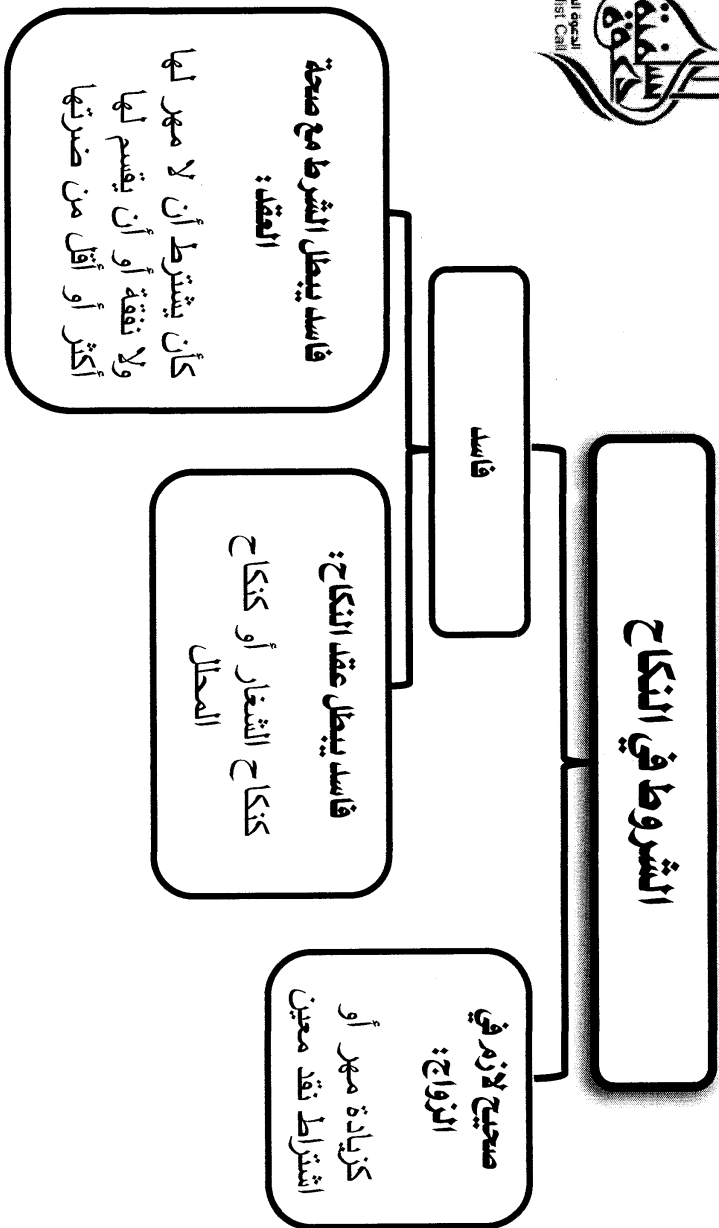 الشروط في النكاح
صحيح لازم في
الزواج:
كزيادة مهر أو
اشتراط نقد معين
فاسد
فاسد يبطل عقد النكاح:
كنكاح الشغار أو كنكاح
المحلل
فاسد يبطل الشرط مع صحة
العقد:
كأن يشترط أن لا مهر لها
ولا نفقة أو أن يقسم لها
أكثر أو أقل من ضرتها